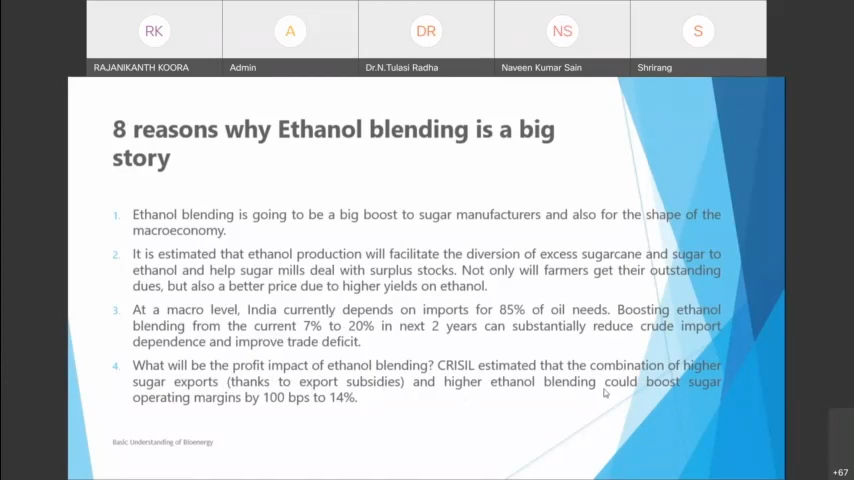 RK
A
DR
NS
S
RAJANIKANTH KOORA
Admin
Dr.N.Tulasi Radha
Naveen Kumar Sain
Shrirang
8 reasons why Ethanol blending is a big
story
1. Ethanol blending is going to be a big boost to sugar manufacturers and also for the shape of the
macroeconomy.
2. It is estimated that ethanol production will facilitate the diversion of excess sugarcane and sugar to
ethanol and help sugar mills deal with surplus stocks. Not only will farmers get their outstanding
dues, but also a better price due to higher yields on ethanol.
3. At a macro level, India currently depends on imports for 85% of oil needs. Boosting ethanol
blending from the current 7% to 20% in next 2 years can substantially reduce crude import
dependence and improve trade deficit.
4. What will be the profit impact of ethanol blending? CRISIL estimated that the combination of higher
sugar exports (thanks to export subsidies) and higher ethanol blending could boost sugar
operating margins by 100 bps to 14%.
Basic Understanding of Bioenergy
+67